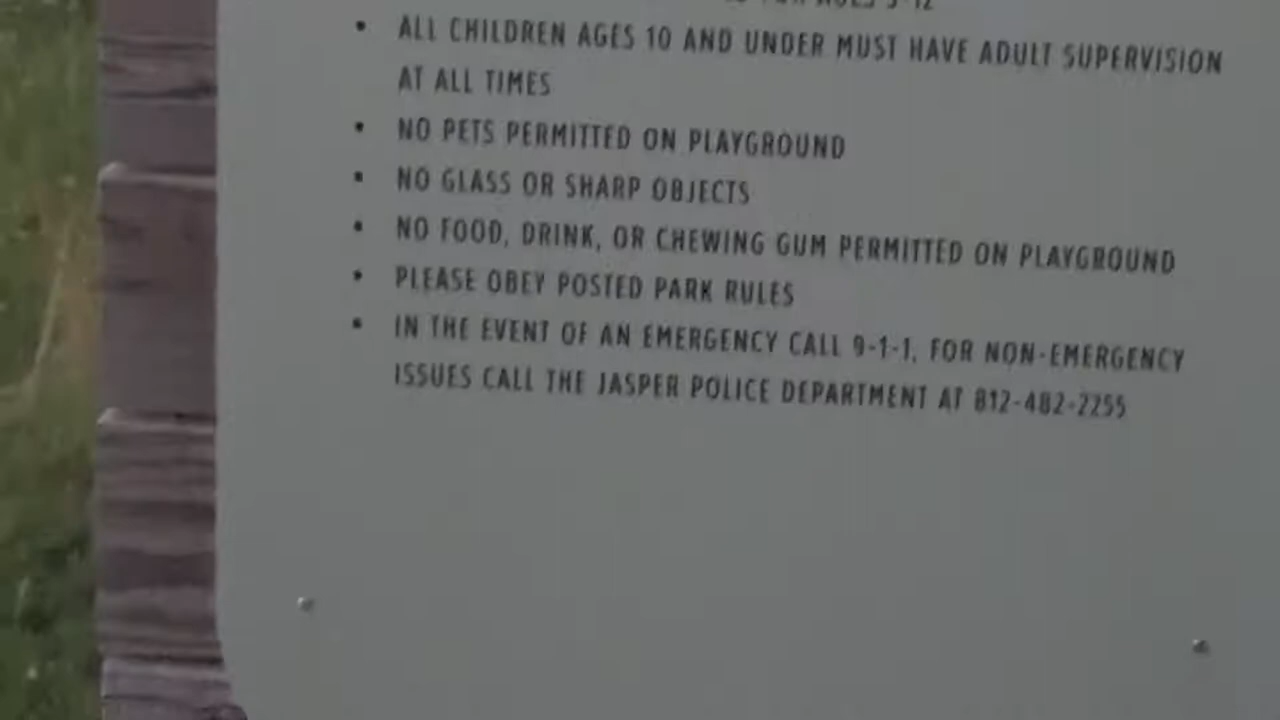 AGES 5-12
• ALL CHILDREN AGES 10 AND UNDER MUST HAVE ADULT SUPERVISION
AT ALL TIMES
• NO PETS PERMITTED ON PLAYGROUND
• NO GLASS OR SHARP OBJECTS
• NO FOOD, DRINK, OR CHEWING GUM PERMITTED ON PLAYGROUND
• PLEASE OBEY POSTED PARK RULES
• IN THE EVENT OF AN EMERGENCY CALL 9-1-1, FOR NON-EMERGENCY
ISSUES CALL THE JASPER POLICE DEPARTMENT AT 812-482-2255